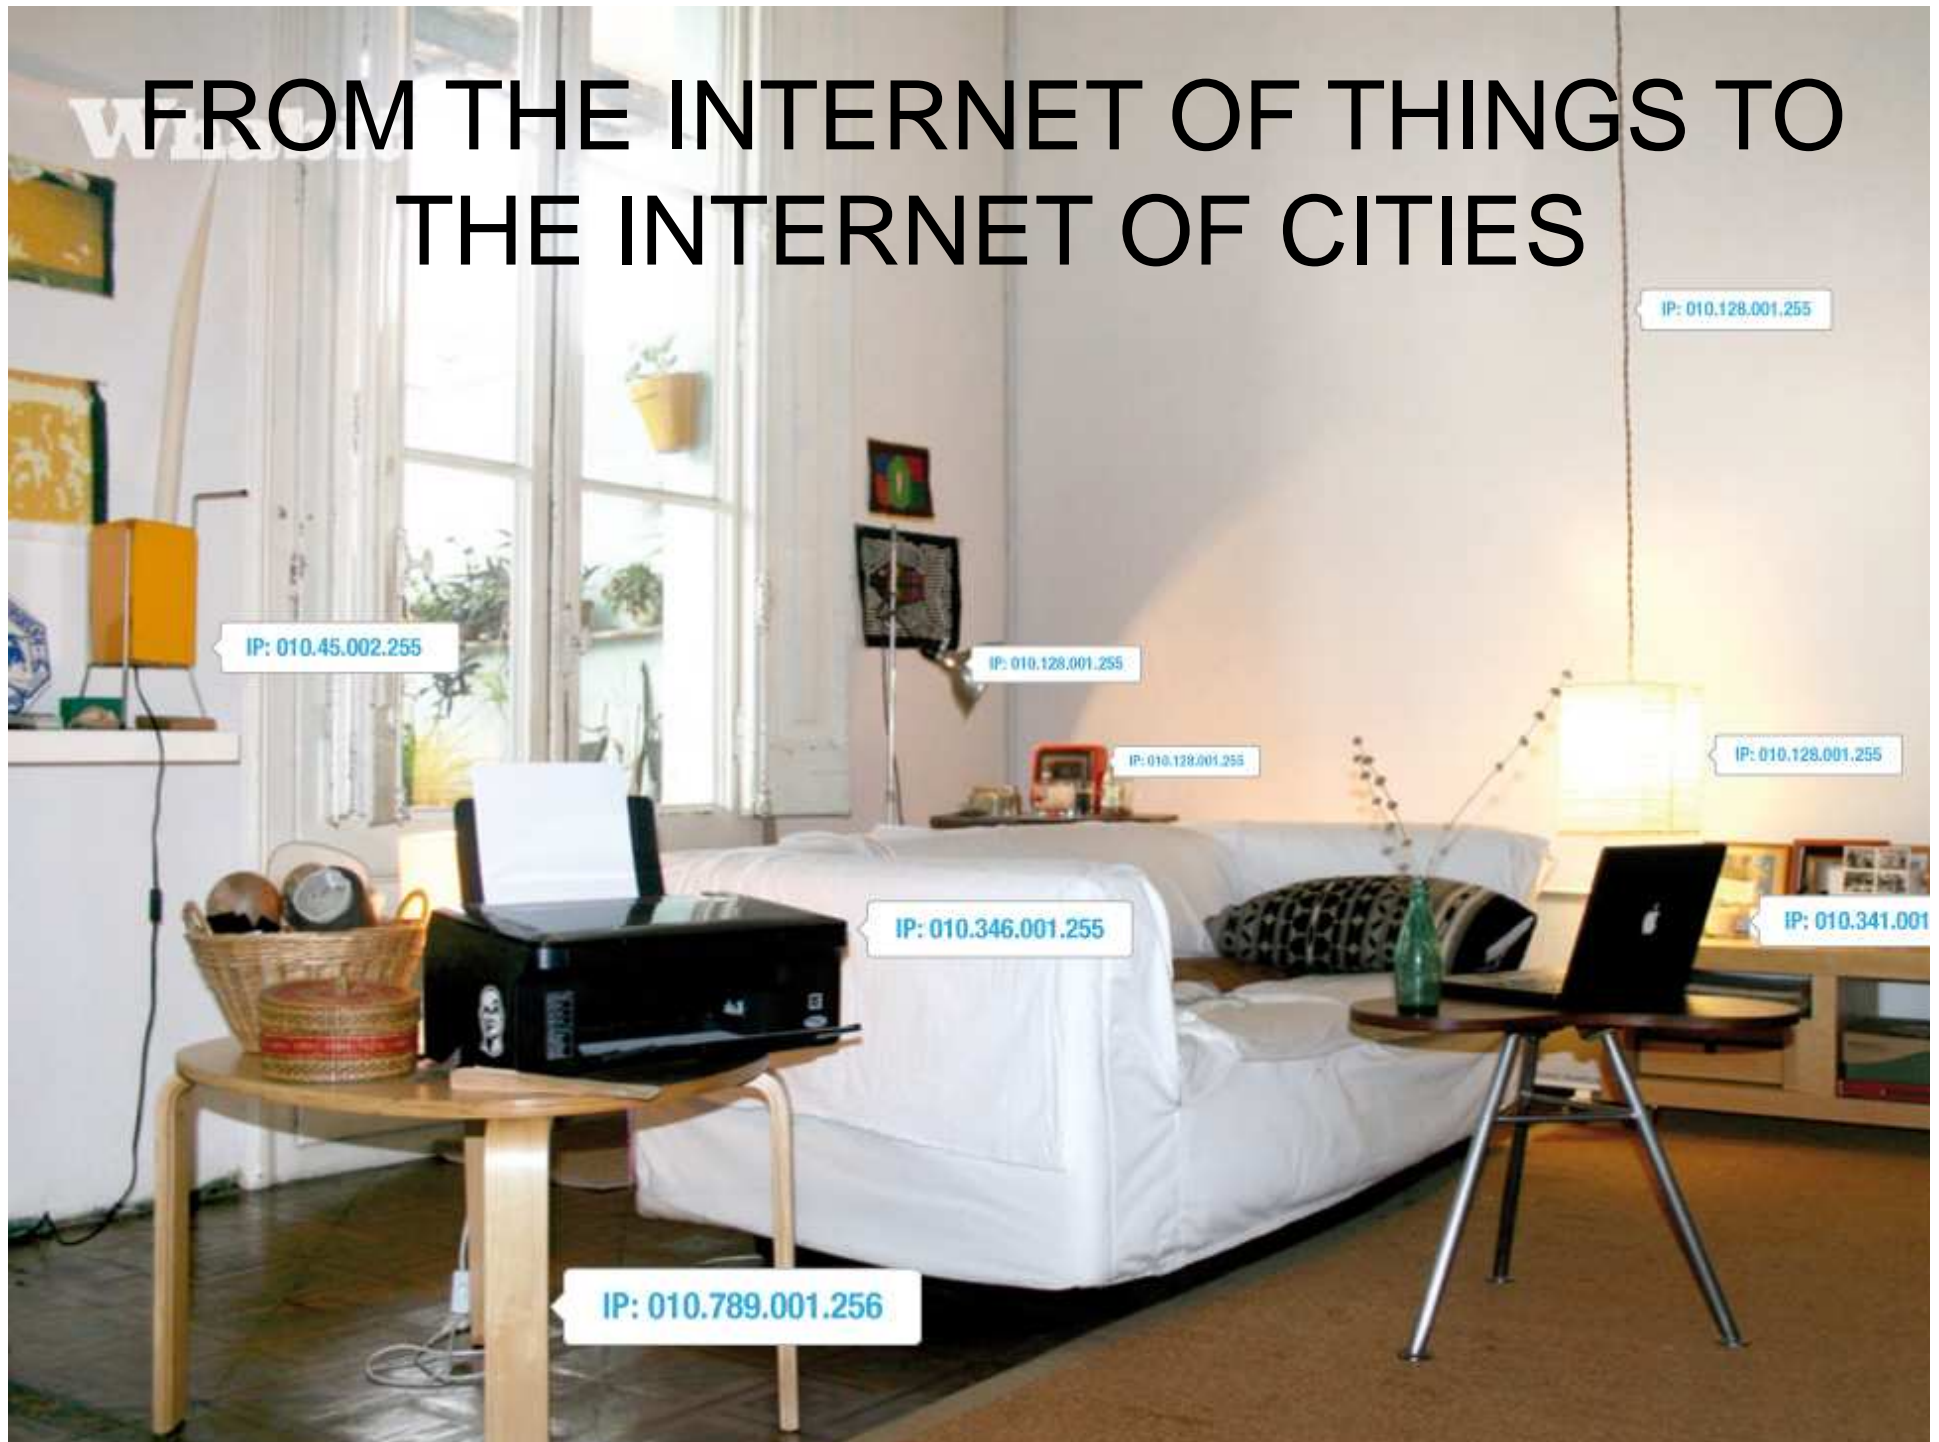 FROM THE INTERNET OF THINGS TO
THE INTERNET OF CITIES
IP: 010.128.001.255
IP: 010.45.002.255
IP: 010.128.001.255
IP: 010.128.001.255
IP: 010.128.001.255
IP: 010.346.001.255
IP: 010.341.001
IP: 010.789.001.256